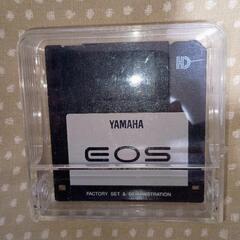 HD
YAMAHA
EOS
FACTORY SET & DEMONSTRATION